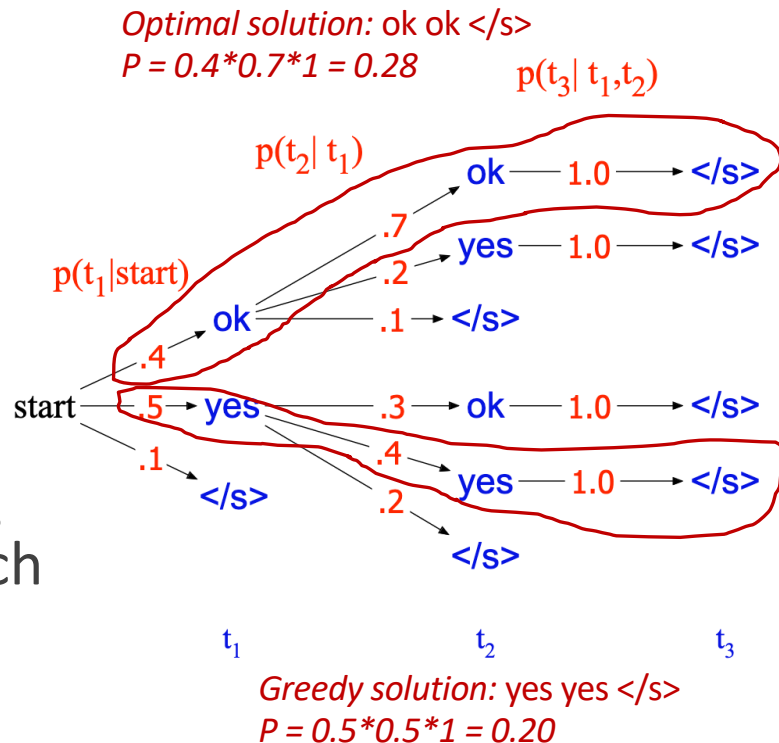 Optimal solution: ok ok </s>
P = 0.4*0.7*1 = 0.28
p(t3| t1,t2)
p(t2| t1)
ok 1.0 </s>
.7
yes 1.0 </s>
p(t1|start)
.2
ok .1 </s>
.4
start .5 yes .3 ok 1.0 </s>
.1 .4 yes 1.0 </s>
</s> .2
ch
</s>
t1 t2 t3
Greedy solution: yes yes </s>
P = 0.5*0.5*1 = 0.20